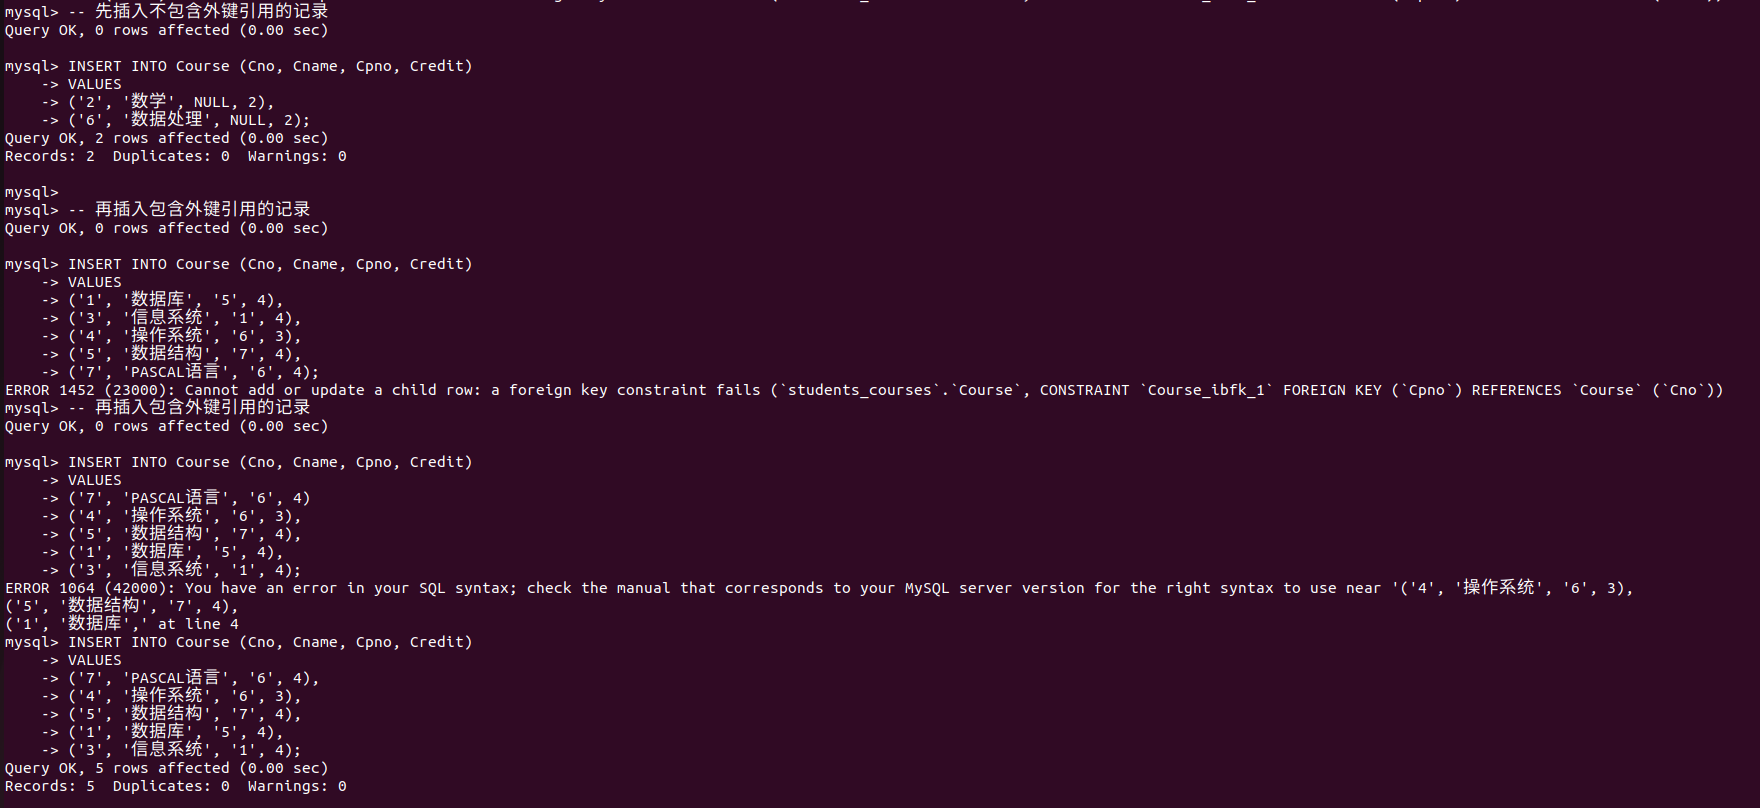 mysql> -- 先插入不包含外键引用的记录
Query OK, 0 rows affected (0.00 sec)
mysql> INSERT INTO Course (Cno, Cname, Cpno, Credit)
    -> VALUES
    -> ('2', '数学', NULL, 2),
    -> ('6', '数据处理', NULL, 2);
Query OK, 2 rows affected (0.00 sec)
Records: 2  Duplicates: 0  Warnings: 0
mysql>
mysql> -- 再插入包含外键引用的记录
Query OK, 0 rows affected (0.00 sec)
mysql> INSERT INTO Course (Cno, Cname, Cpno, Credit)
    -> VALUES
    -> ('1', '数据库', '5', 4),
    -> ('3', '信息系统', '1', 4),
    -> ('4', '操作系统', '6', 3),
    -> ('5', '数据结构', '7', 4),
    -> ('7', 'PASCAL语言', '6', 4);
ERROR 1452 (23000): Cannot add or update a child row: a foreign key constraint fails (`students_courses`.`Course`, CONSTRAINT `Course_ibfk_1` FOREIGN KEY (`Cpno`) REFERENCES `Course` (`Cno`))
mysql> -- 再插入包含外键引用的记录
Query OK, 0 rows affected (0.00 sec)
mysql> INSERT INTO Course (Cno, Cname, Cpno, Credit)
    -> VALUES
    -> ('7', 'PASCAL语言', '6', 4)
    -> ('4', '操作系统', '6', 3),
    -> ('5', '数据结构', '7', 4),
    -> ('1', '数据库', '5', 4),
    -> ('3', '信息系统', '1', 4);
ERROR 1064 (42000): You have an error in your SQL syntax; check the manual that corresponds to your MySQL server version for the right syntax to use near '('4', '操作系统', '6', 3),
('5', '数据结构', '7', 4),
('1', '数据库',' at line 4
mysql> INSERT INTO Course (Cno, Cname, Cpno, Credit)
    -> VALUES
    -> ('7', 'PASCAL语言', '6', 4),
    -> ('4', '操作系统', '6', 3),
    -> ('5', '数据结构', '7', 4),
    -> ('1', '数据库', '5', 4),
    -> ('3', '信息系统', '1', 4);
Query OK, 5 rows affected (0.00 sec)
Records: 5  Duplicates: 0  Warnings: 0